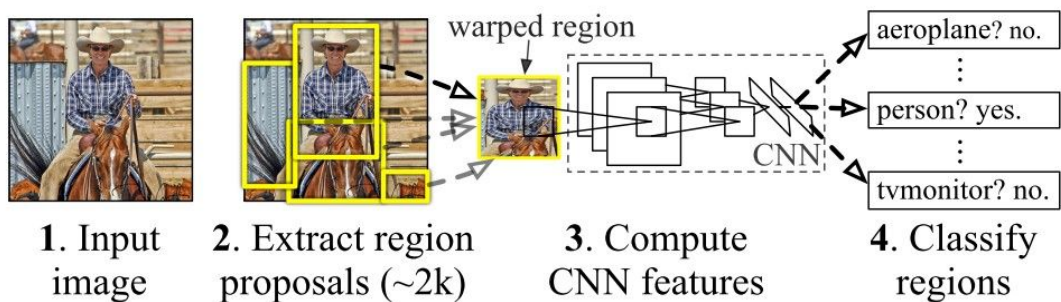 warped region
aeroplane? no.
⋮
person? yes.
CNN
⋮
tvmonitor? no.
1. Input
image
2. Extract region
proposals (~2k)
3. Compute
CNN features
4. Classify
regions